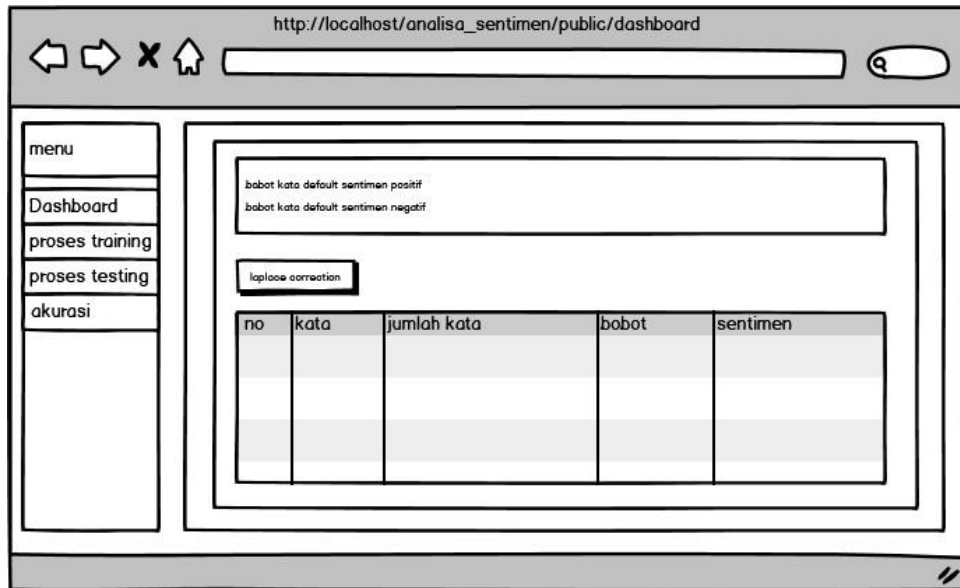 http://localhost/analisa_sentimen/public/dashboard
menu
Dashboard
proses training
proses testing
akurasi
bobot kata default sentimen positif
bobot kata default sentimen negatif
laplace correction
no kata jumlah kata bobot sentimen